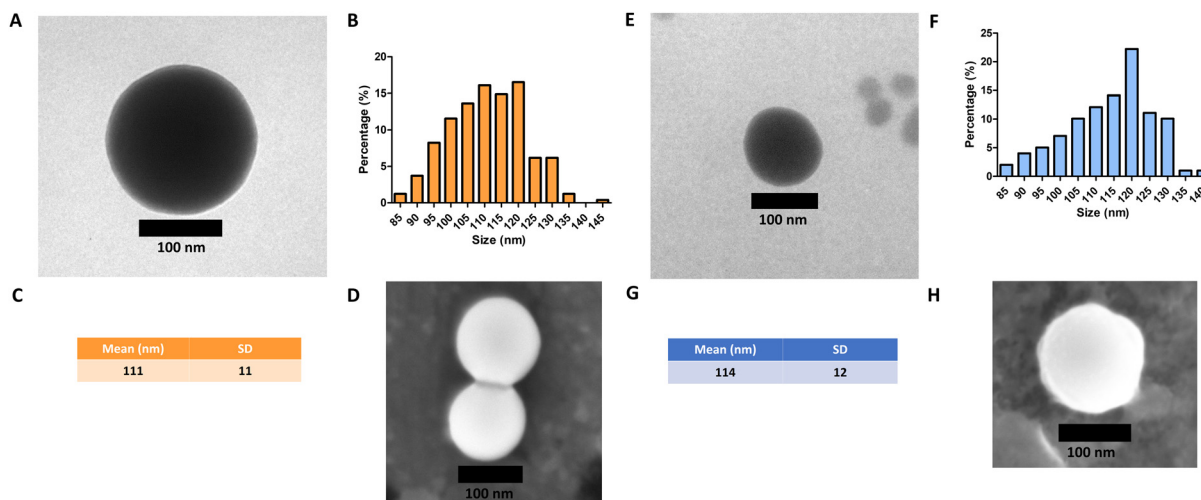 A
100 nm
B
Percentage (%)
20
15
10
5
0
85 90 95 100 105 110 115 120 125 130 135 140 145
Size (nm)
C
Mean (nm) SD
111 11
D
100 nm
E
100 nm
F
Percentage (%)
25
20
15
10
5
0
85 90 95 100 105 110 115 120 125 130 135
Size (nm)
G
Mean (nm) SD
114 12
H
100 nm